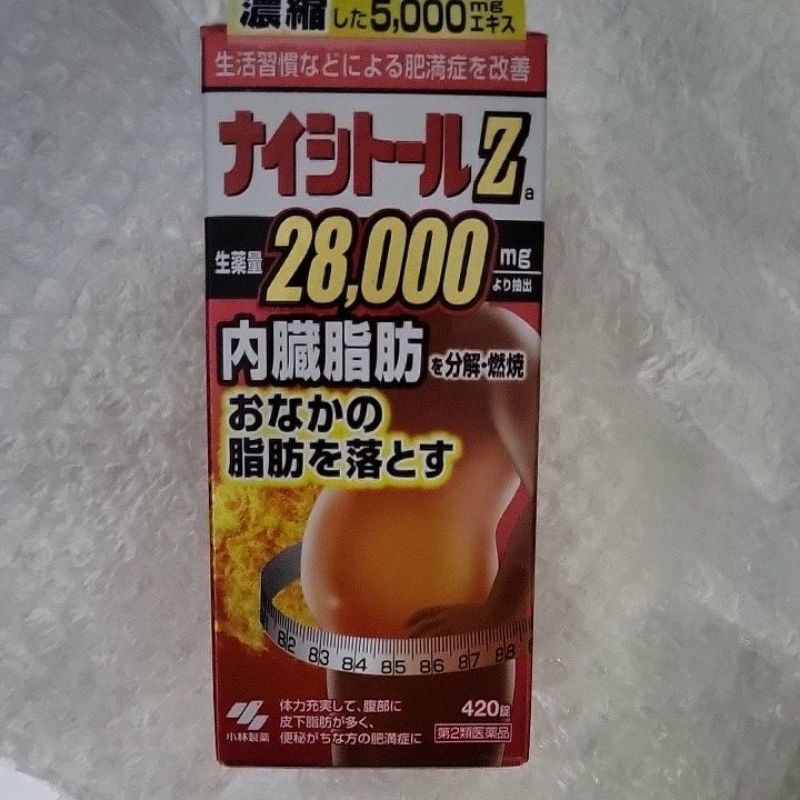 濃縮した5,000mgエキス
生活習慣などによる肥満症を改善
ナイシトールZa
生薬量28,000mgより抽出
内臓脂肪を分解・燃焼
おなかの
脂肪を落とす
82 83 84 85 86 87 88
体力充実して、腹部に
皮下脂肪が多く、
便秘がちな方の肥満症に
420錠
第2類医薬品
小林製薬